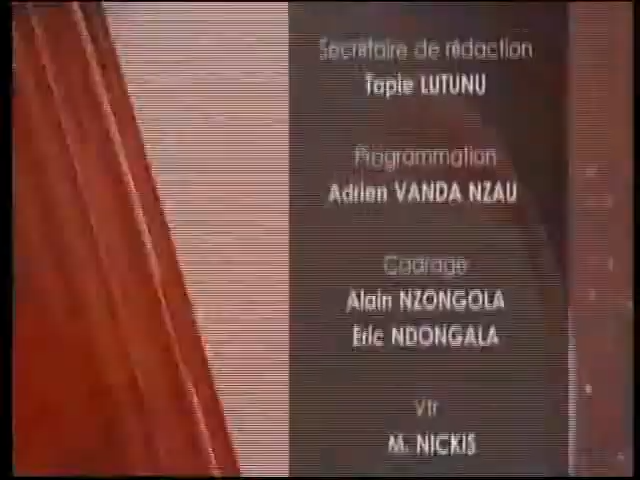 Secrétaire de rédaction
Tapie LUTUNU
Programmation
Adrien VANDA NZAU
Cadrage
Alain NZONGOLA
Eric NDONGALA
Vtr
M. NICKIS